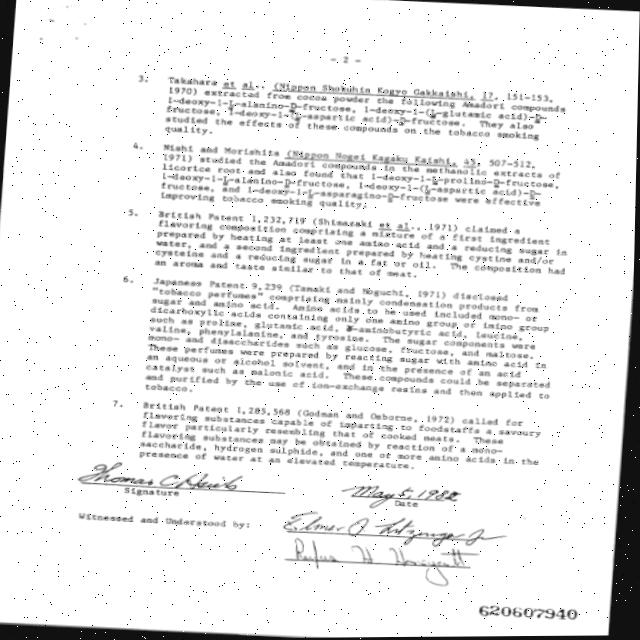 - 2 -
3. Takahara et al., (Nippon Shokuhin Kogyo Gakkaishi, 17, 151-153,
1970) extracted from cocoa powder the following Amadori compounds
1-deoxy-1-L-alanino-D-fructose, 1-deoxy-1-(L-glutamic acid)-D-
fructose, 1-deoxy-1-(L-aspartic acid)-D-fructose. They also
studied the effects of these compounds on the tobacco smoking
quality.
4. Nishi and Morishita (Nippon Nogei Kagaku Kaishi, 45, 507-512,
1971) studied the Amadori compounds in the methanolic extracts of
licorice root and also found that 1-deoxy-1-L-prolino-D-fructose,
1-deoxy-1-L-alanino-D-fructose, 1-deoxy-1-(L-aspartic acid)-D-
fructose, and 1-deoxy-1-L-asparagino-D-fructose were effective
improving tobacco smoking quality.
5. British Patent 1,232,719 (Shimazaki et al., 1971) claimed a
flavoring composition comprising a mixture of a first ingredient
prepared by heating at least one amino acid and a reducing sugar in
water, and a second ingredient prepared by heating cystine and/or
cysteine and a reducing sugar in a fat or oil. The composition had
an aroma and taste similar to that of meat.
6. Japanese Patent 9,239 (Tamaki and Noguchi, 1971) disclosed
"tobacco perfumes" comprising mainly condensation products from
sugar and amino acid. Amino acids to be used included mono- or
dicarboxylic acids containing only one amino group or imino group
such as proline, glutamic acid, -aminobutyric acid, leucine,
valine, phenylalanine, and tyrosine. The sugar components were
mono- and disaccharides such as glucose, fructose, and maltose.
These perfumes were prepared by reacting sugar with amino acid in
an aqueous or alcohol solvent, and in the presence of an acid
catalyst such as malonic acid. These compounds could be separated
and purified by the use of ion-exchange resins and then applied to
tobacco.
7. British Patent 1,285,568 (Godman and Osborne, 1972) called for
flavoring substances capable of imparting to foodstuffs a savoury
flavor particularly resembling that of cooked meats. These
flavoring substances may be obtained by reaction of a mono-
saccharide, hydrogen sulphide, and one or more amino acids in the
presence of water at an elevated temperature.
Thomas C May 5, 1980
Signature Date
Witnessed and Understood by:
Elmer J
Rufus H
620607940